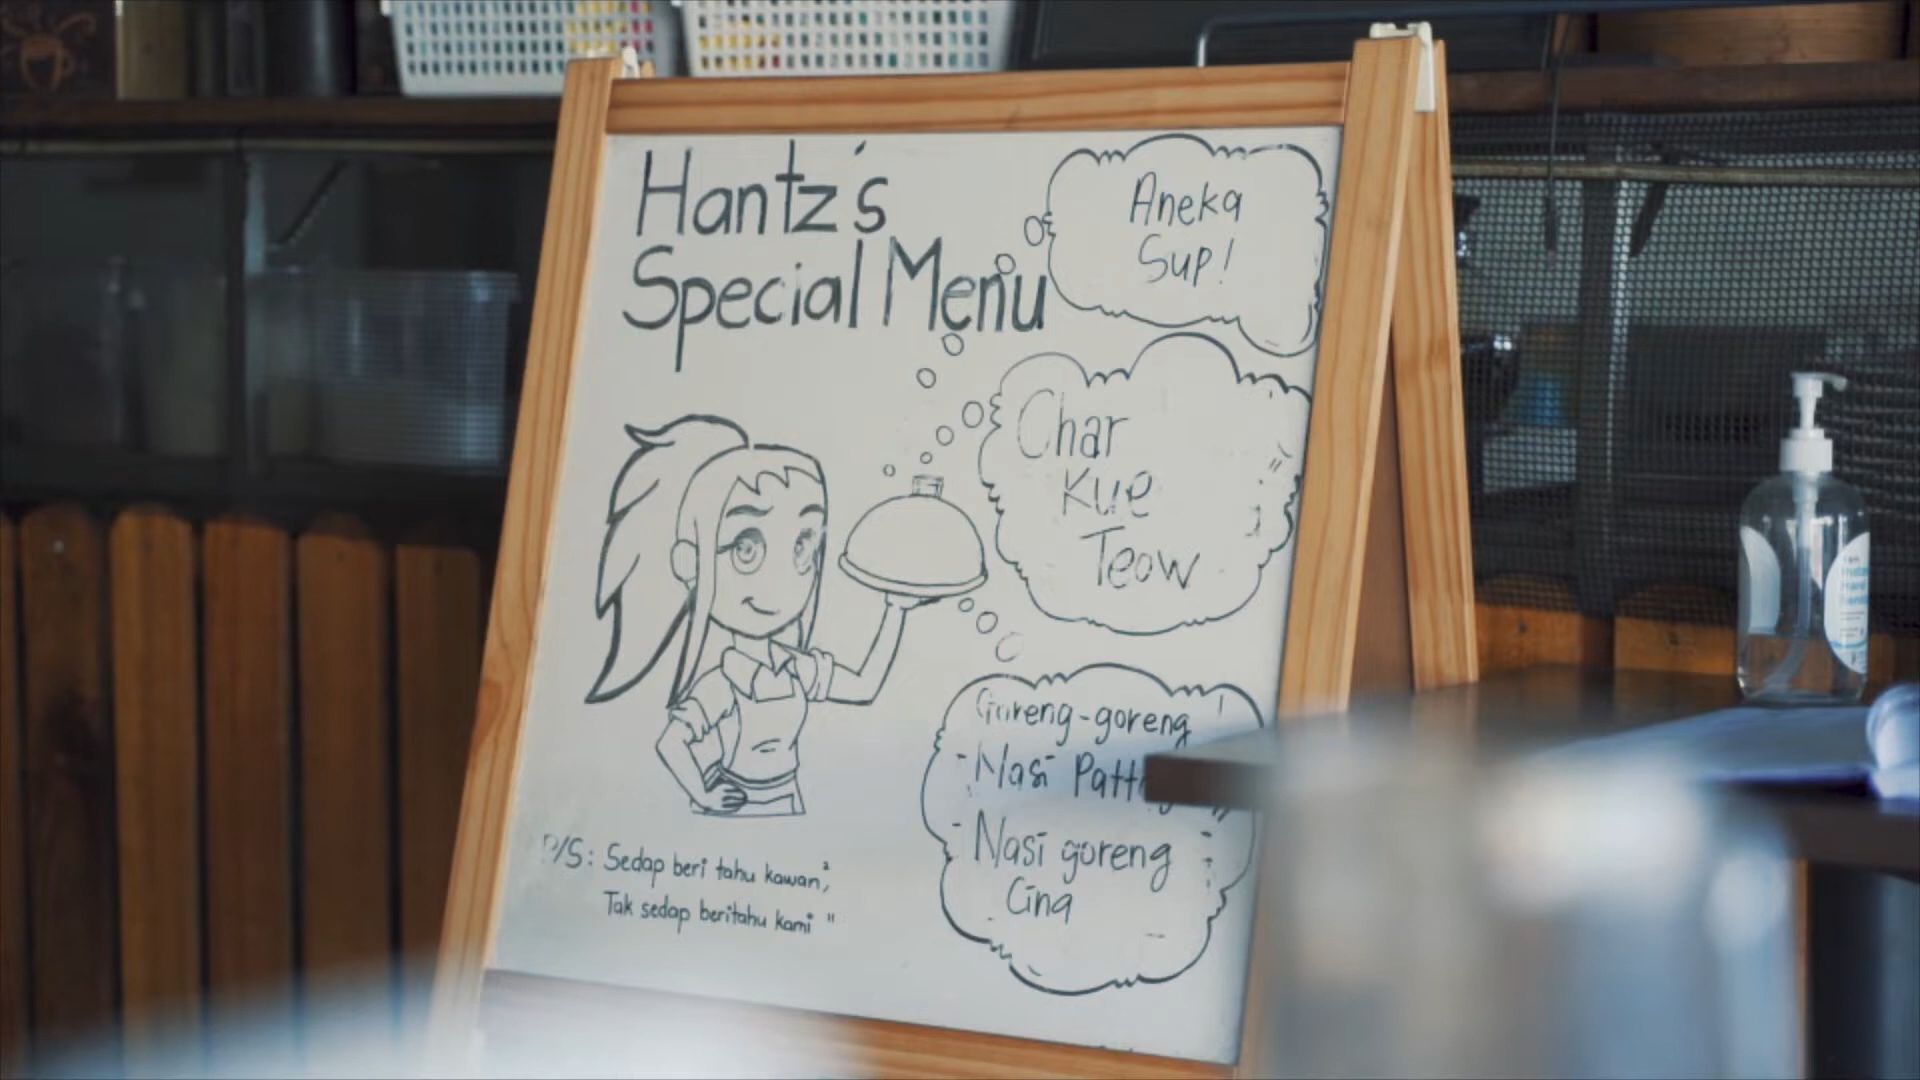 Hantz's
Special Menu
Aneka
Sup!
Char
Kue
Teow
Goreng-goreng !
- Nasi
- Nasi goreng
Cina
P/S: Sedap beri tahu kawan²,
Tak sedap beritahu kami "